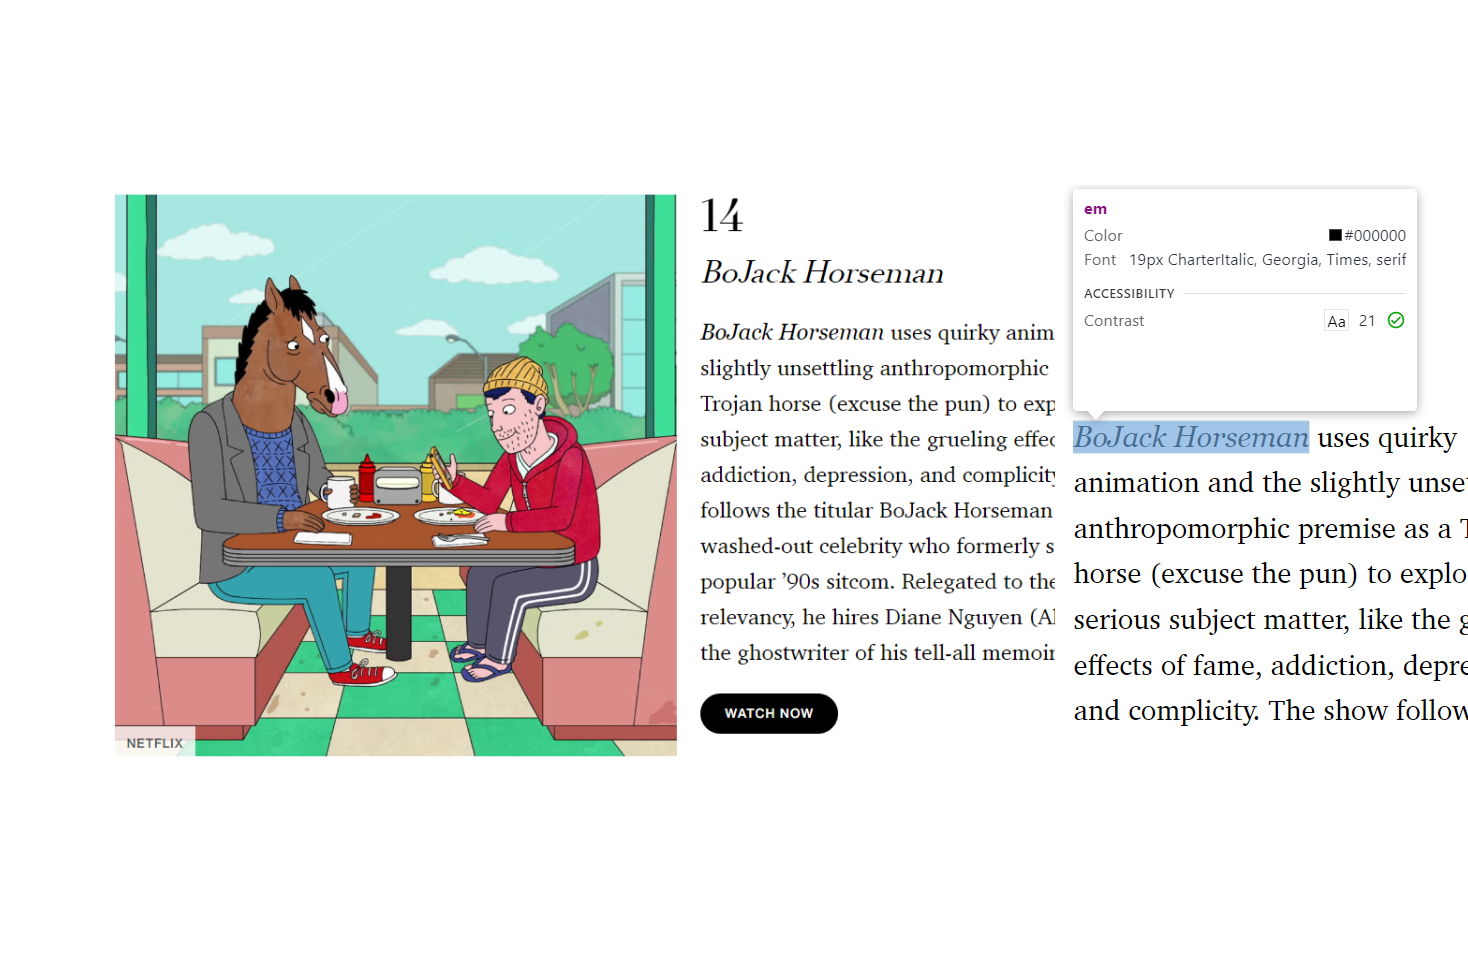 NETFLIX
14
BoJack Horseman
BoJack Horseman uses quirky anim
slightly unsettling anthropomorphic
Trojan horse (excuse the pun) to exp
subject matter, like the grueling effec
addiction, depression, and complicity
follows the titular BoJack Horseman
washed-out celebrity who formerly s
popular ’90s sitcom. Relegated to the
relevancy, he hires Diane Nguyen (Al
the ghostwriter of his tell-all memoir
WATCH NOW
em
Color #000000
Font 19px CharterItalic, Georgia, Times, serif
ACCESSIBILITY
Contrast Aa 21
BoJack Horseman uses quirky
animation and the slightly unset
anthropomorphic premise as a T
horse (excuse the pun) to explo
serious subject matter, like the g
effects of fame, addiction, depre
and complicity. The show follow